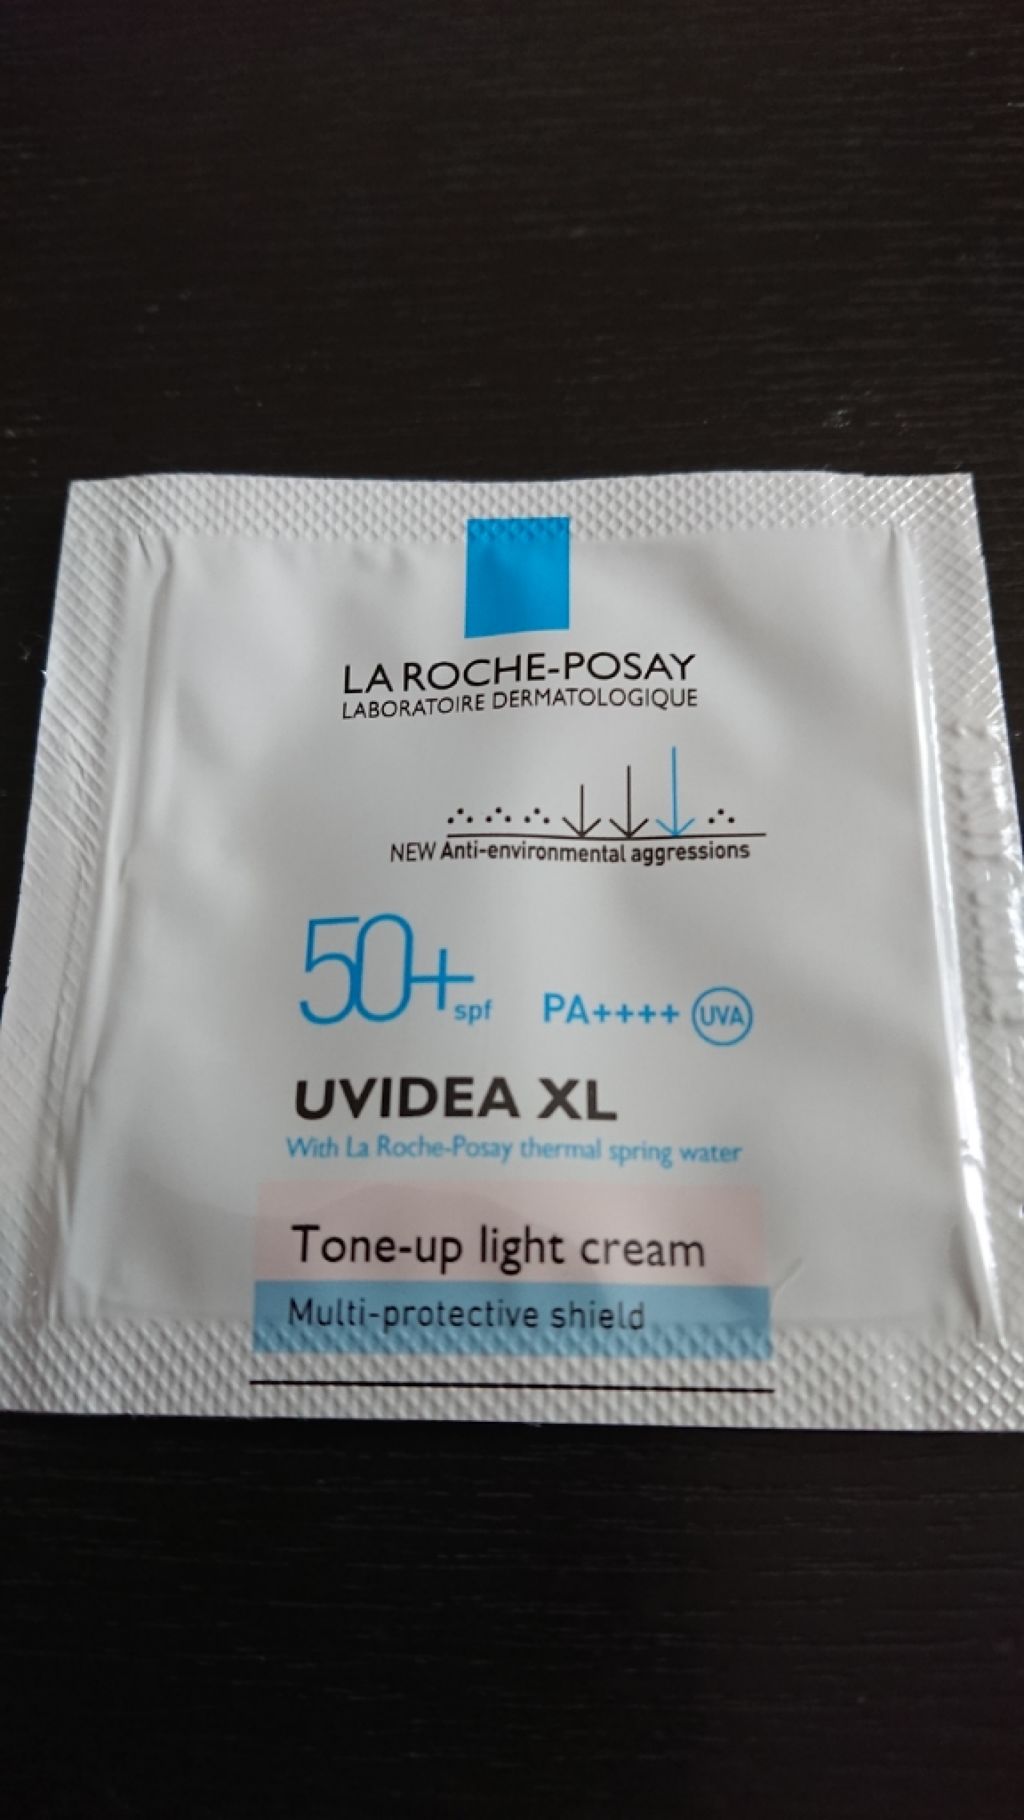 LA ROCHE-POSAY
LABORATOIRE DERMATOLOGIQUE
NEW Anti-environmental aggressions
50+ spf PA++++ UVA
UVIDEA XL
With La Roche-Posay thermal spring water
Tone-up light cream
Multi-protective shield